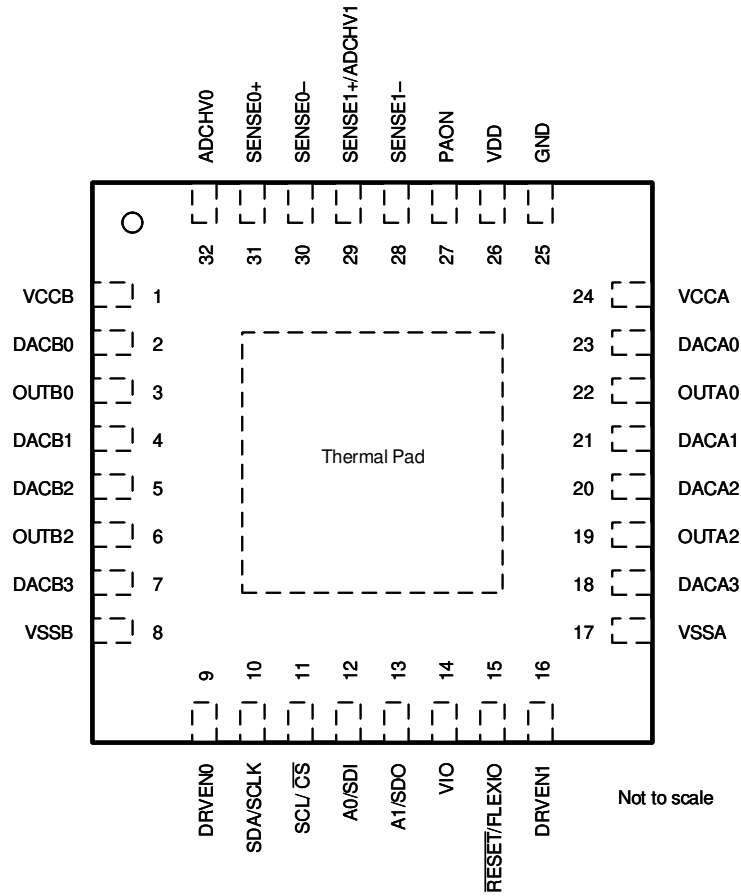 ADCHV0
SENSE0+
SENSE0–
SENSE1+/ADCHV1
SENSE1–
PAON
VDD
GND
32
31
30
29
28
27
26
25
VCCB 1
DACB0 2
OUTB0 3
DACB1 4
DACB2 5
OUTB2 6
DACB3 7
VSSB 8
Thermal Pad
24 VCCA
23 DACA0
22 OUTA0
21 DACA1
20 DACA2
19 OUTA2
18 DACA3
17 VSSA
9
10
11
12
13
14
15
16
DRVEN0
SDA/SCLK
SCL/C̅S̅
A0/SDI
A1/SDO
VIO
R̅E̅S̅E̅T̅/FLEXIO
DRVEN1
Not to scale